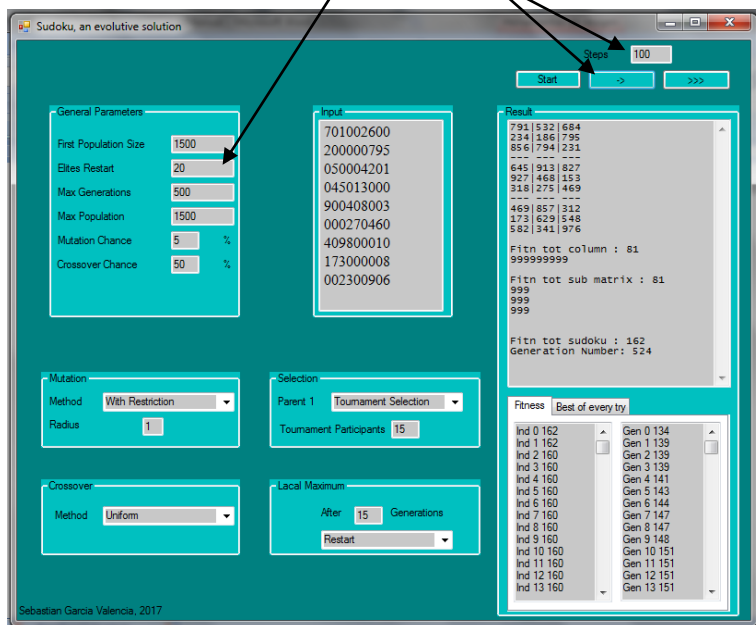 Sudoku, an evolutive solution
Steps 100
Start -> >>>
General Parameters
First Population Size 1500
Elites Restart 20
Max Generations 500
Max Population 1500
Mutation Chance 5 %
Crossover Chance 50 %
Input
701002600
200000795
050004201
045013000
900408003
000270460
409800010
173000008
002300906
Result
791|532|684
234|186|795
856|794|231
--- --- ---
645|913|827
927|468|153
318|275|469
--- --- ---
469|857|312
173|629|548
582|341|976
Fitn tot column : 81
999999999
Fitn tot sub matrix : 81
999
999
999
Fitn tot sudoku : 162
Generation Number: 524
Mutation
Method With Restriction
Radius 1
Selection
Parent 1 Tournament Selection
Tournament Participants 15
Crossover
Method Uniform
Lacal Maximum
After 15 Generations
Restart
Fitness Best of every try
Ind 0 162
Ind 1 162
Ind 2 160
Ind 3 160
Ind 4 160
Ind 5 160
Ind 6 160
Ind 7 160
Ind 8 160
Ind 9 160
Ind 10 160
Ind 11 160
Ind 12 160
Ind 13 160
Gen 0 134
Gen 1 139
Gen 2 139
Gen 3 139
Gen 4 141
Gen 5 143
Gen 6 144
Gen 7 147
Gen 8 147
Gen 9 148
Gen 10 151
Gen 11 151
Gen 12 151
Gen 13 151
Sebastian Garcia Valencia, 2017